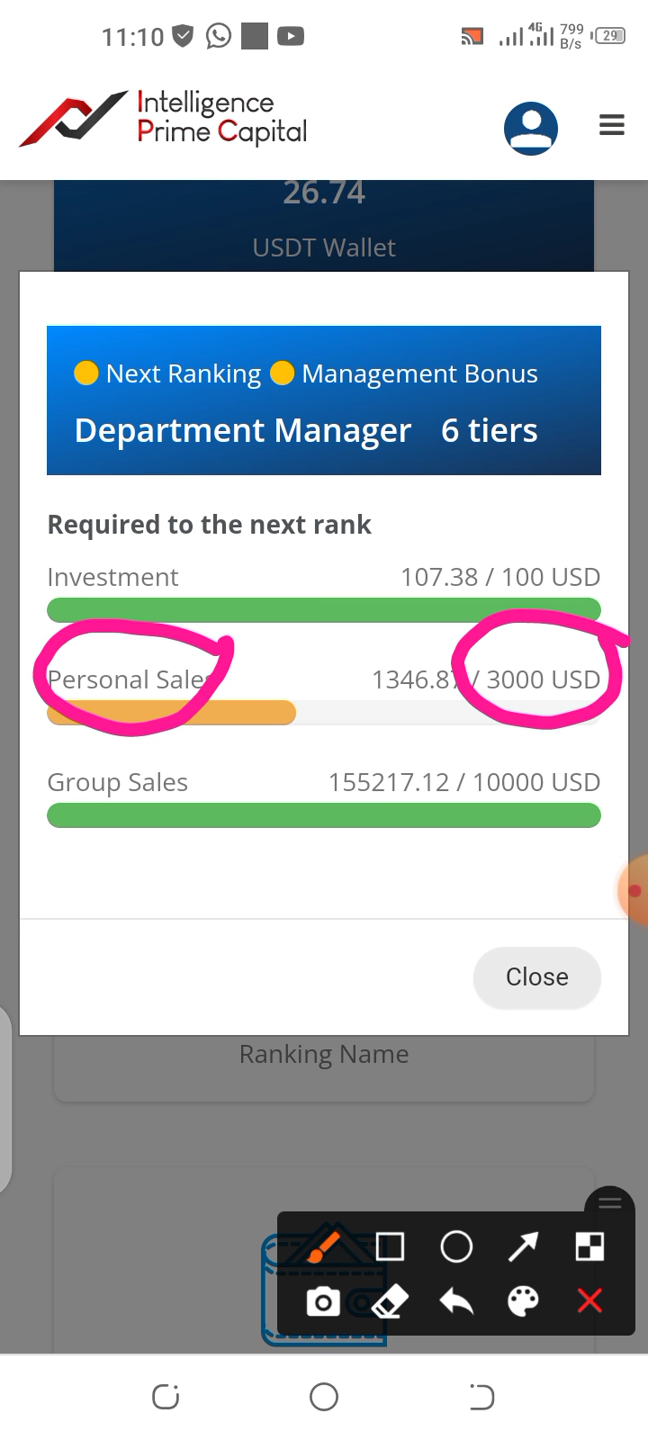 11:10
4G 799 B/s 29
Intelligence
Prime Capital
26.74
USDT Wallet
Next Ranking Management Bonus
Department Manager 6 tiers
Required to the next rank
Investment 107.38 / 100 USD
Personal Sales 1346.87 / 3000 USD
Group Sales 155217.12 / 10000 USD
Close
Ranking Name